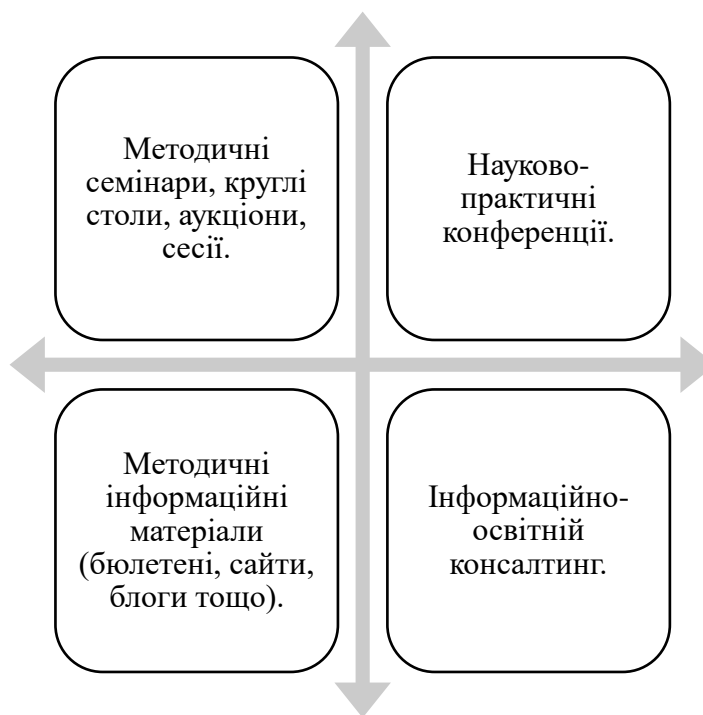 Методичні
семінари, круглі
столи, аукціони,
сесії.
Науково-
практичні
конференції.
Методичні
інформаційні
матеріали
(бюлетені, сайти,
блоги тощо).
Інформаційно-
освітній
консалтинг.